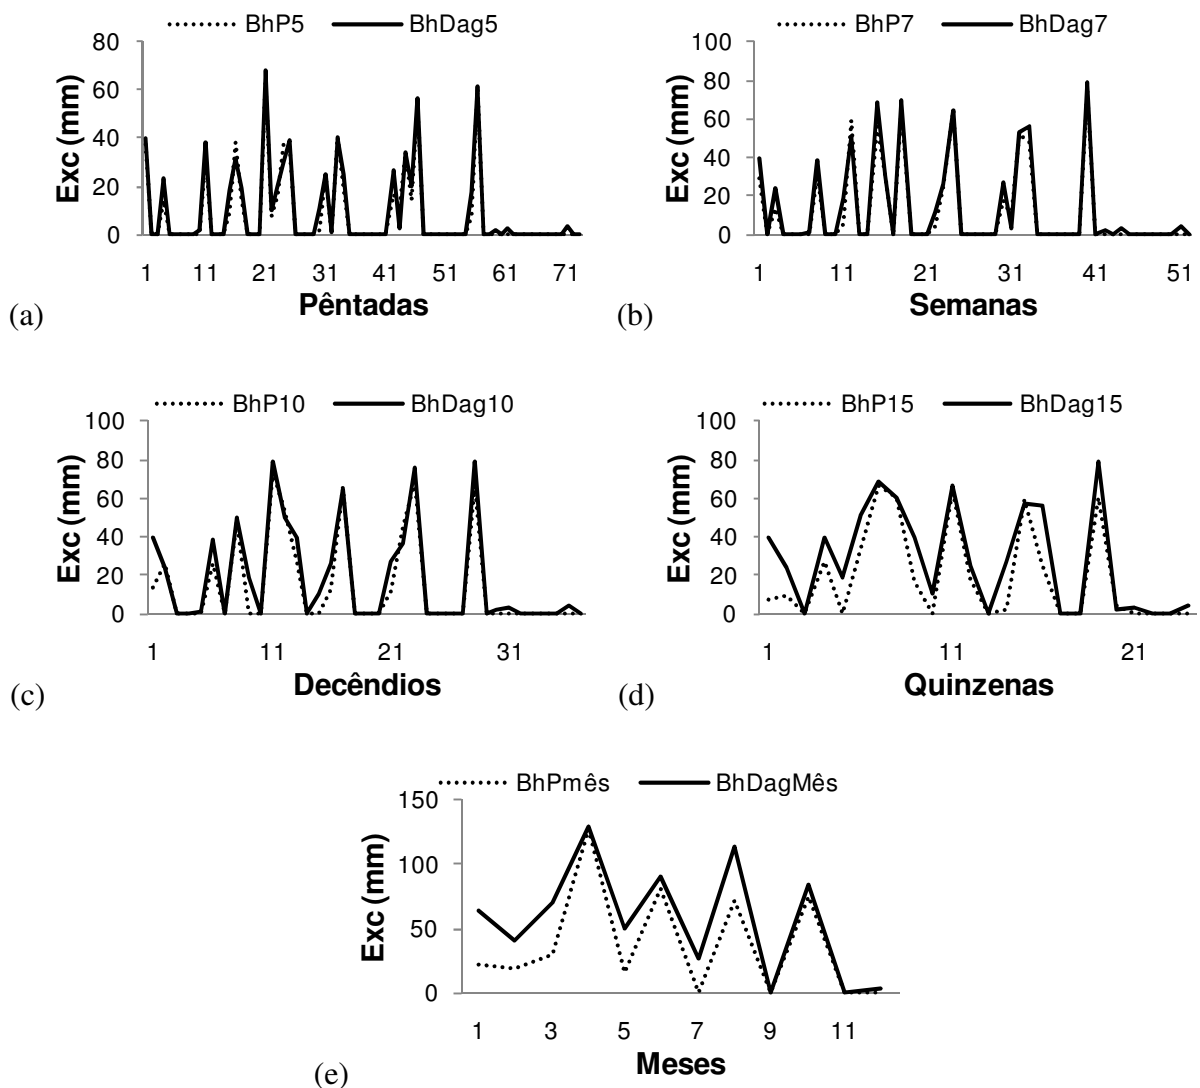 BhP5 BhDag5
80
60
40
20
0
Exc (mm)
1 11 21 31 41 51 61 71
Pêntadas
(a)
BhP7 BhDag7
100
80
60
40
20
0
Exc (mm)
1 11 21 31 41 51
Semanas
(b)
BhP10 BhDag10
100
80
60
40
20
0
Exc (mm)
1 11 21 31
Decêndios
(c)
BhP15 BhDag15
100
80
60
40
20
0
Exc (mm)
1 11 21
Quinzenas
(d)
BhPmês BhDagMês
150
100
50
0
Exc (mm)
1 3 5 7 9 11
Meses
(e)